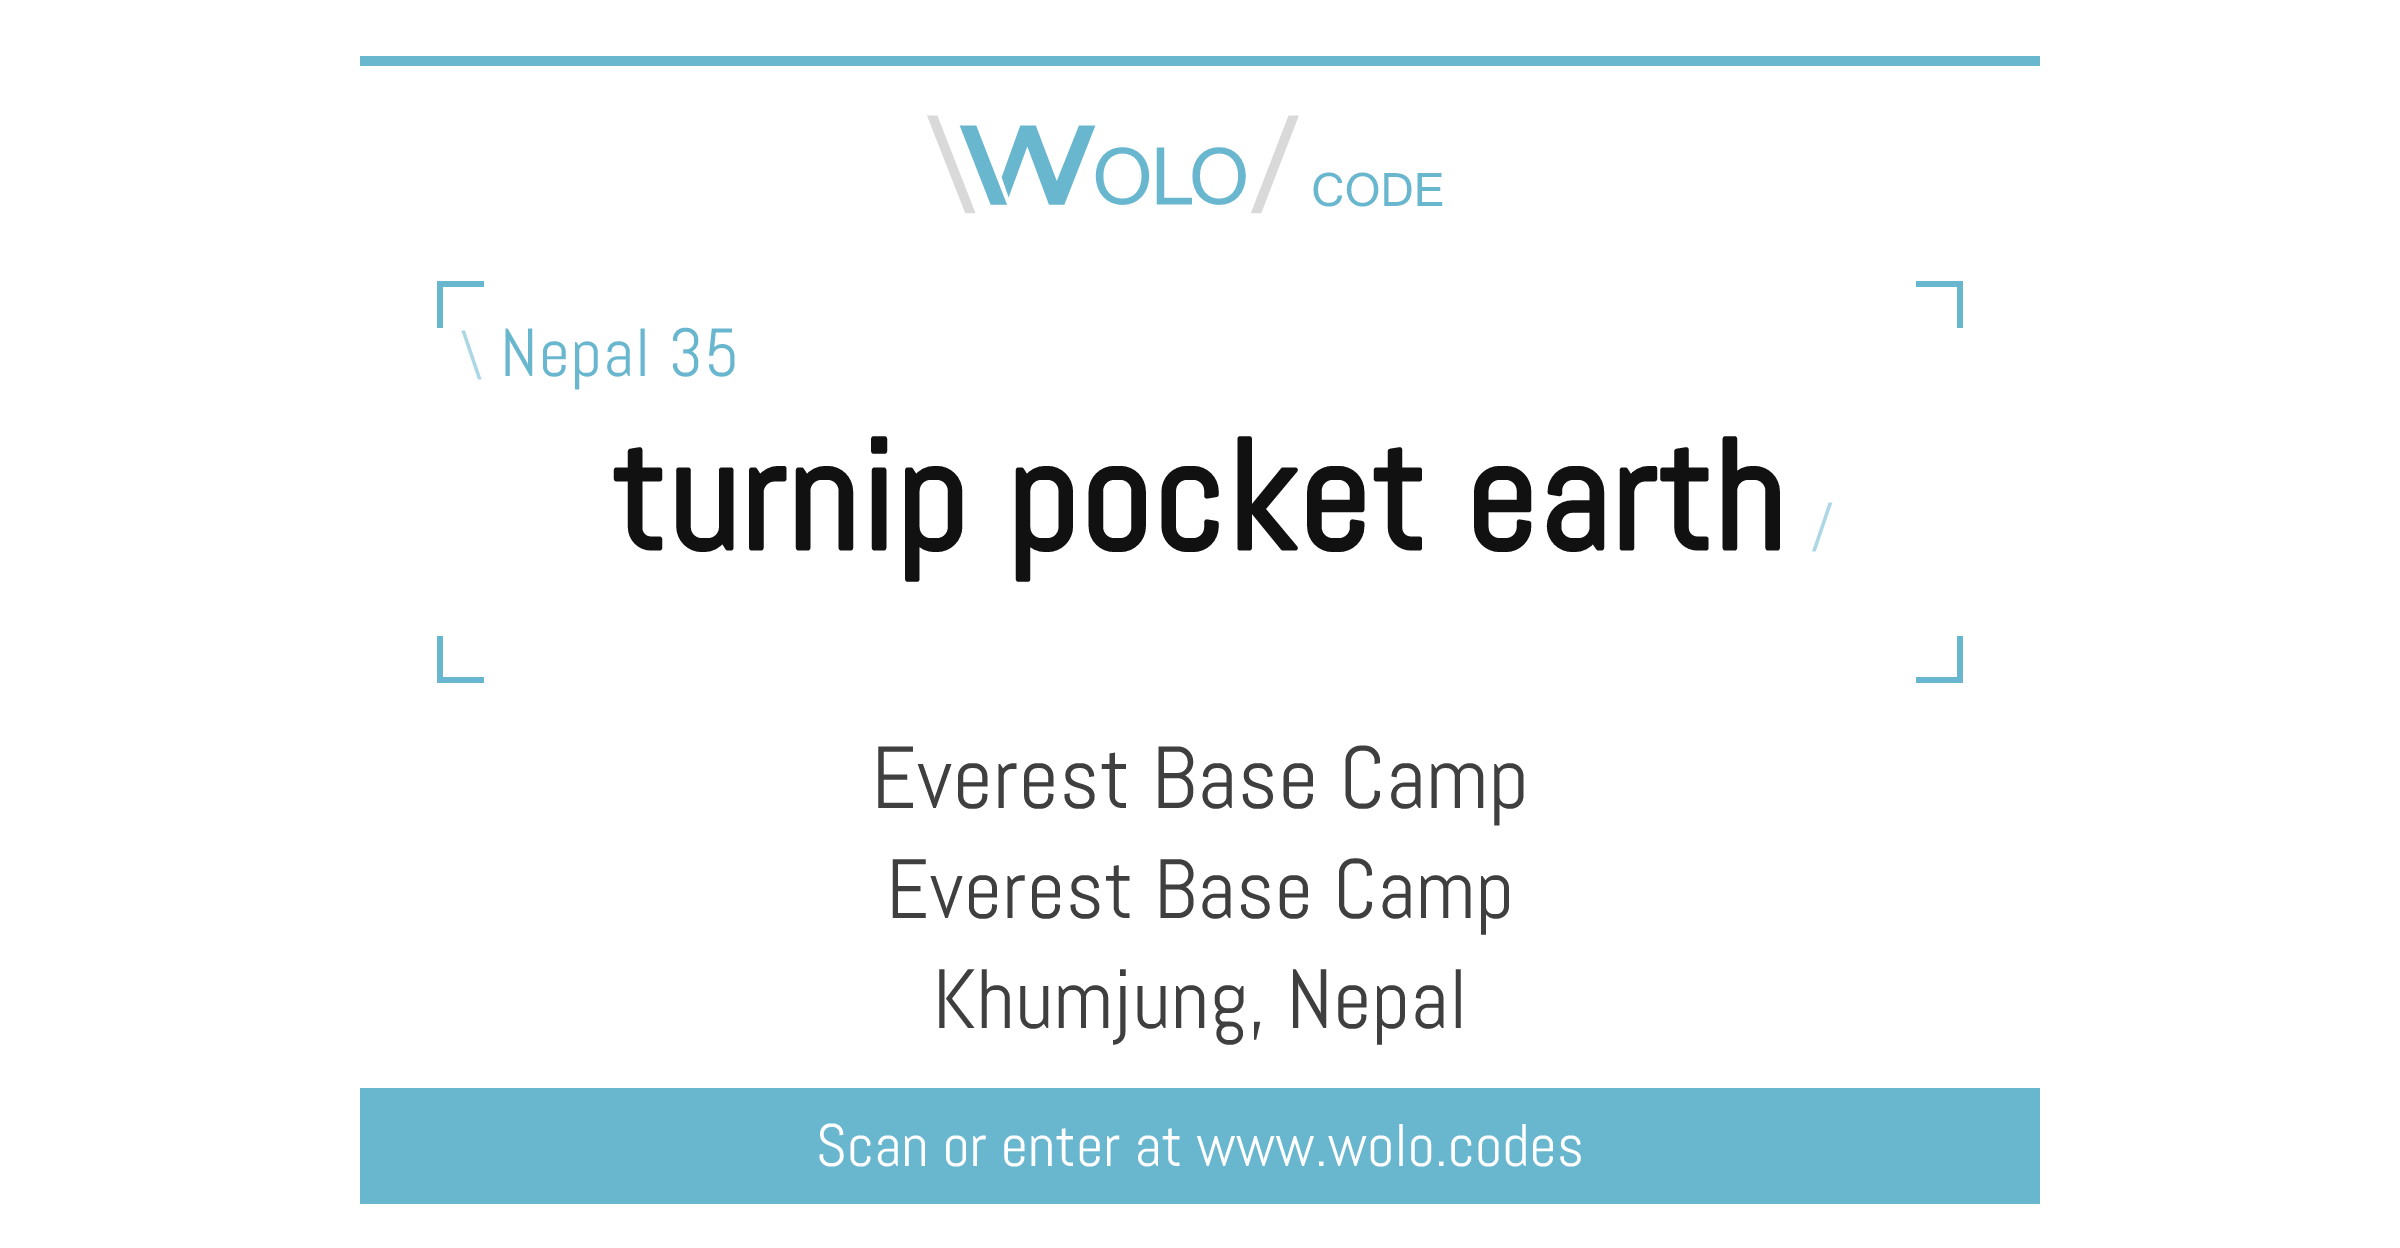 \WOLO/ CODE
\ Nepal 35
turnip pocket earth /
Everest Base Camp
Everest Base Camp
Khumjung, Nepal
Scan or enter at www.wolo.codes